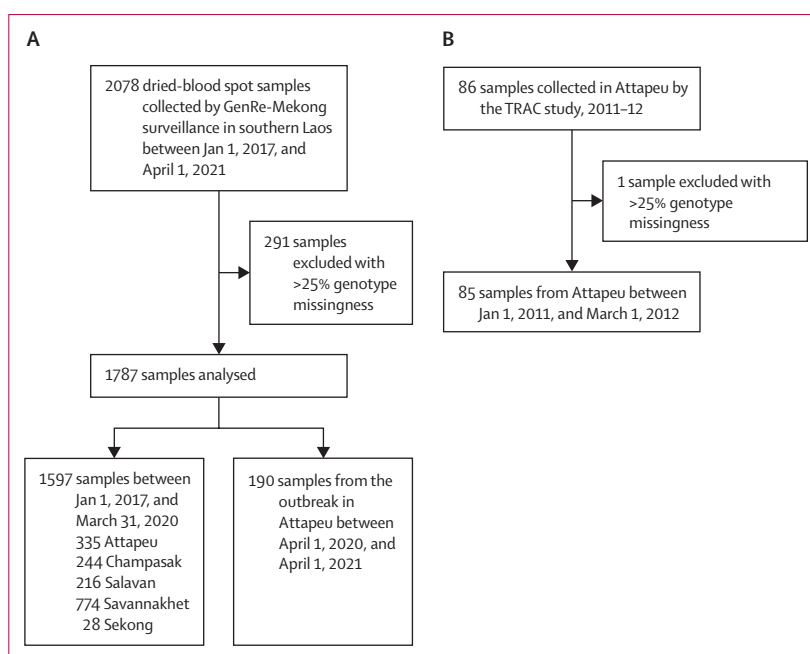 A
2078 dried-blood spot samples
collected by GenRe-Mekong
surveillance in southern Laos
between Jan 1, 2017, and
April 1, 2021
291 samples
excluded with
>25% genotype
missingness
1787 samples analysed
1597 samples between
Jan 1, 2017, and
March 31, 2020
335 Attapeu
244 Champasak
216 Salavan
774 Savannakhet
28 Sekong
190 samples from the
outbreak in
Attapeu between
April 1, 2020, and
April 1, 2021
B
86 samples collected in Attapeu by
the TRAC study, 2011–12
1 sample excluded with
>25% genotype
missingness
85 samples from Attapeu between
Jan 1, 2011, and March 1, 2012